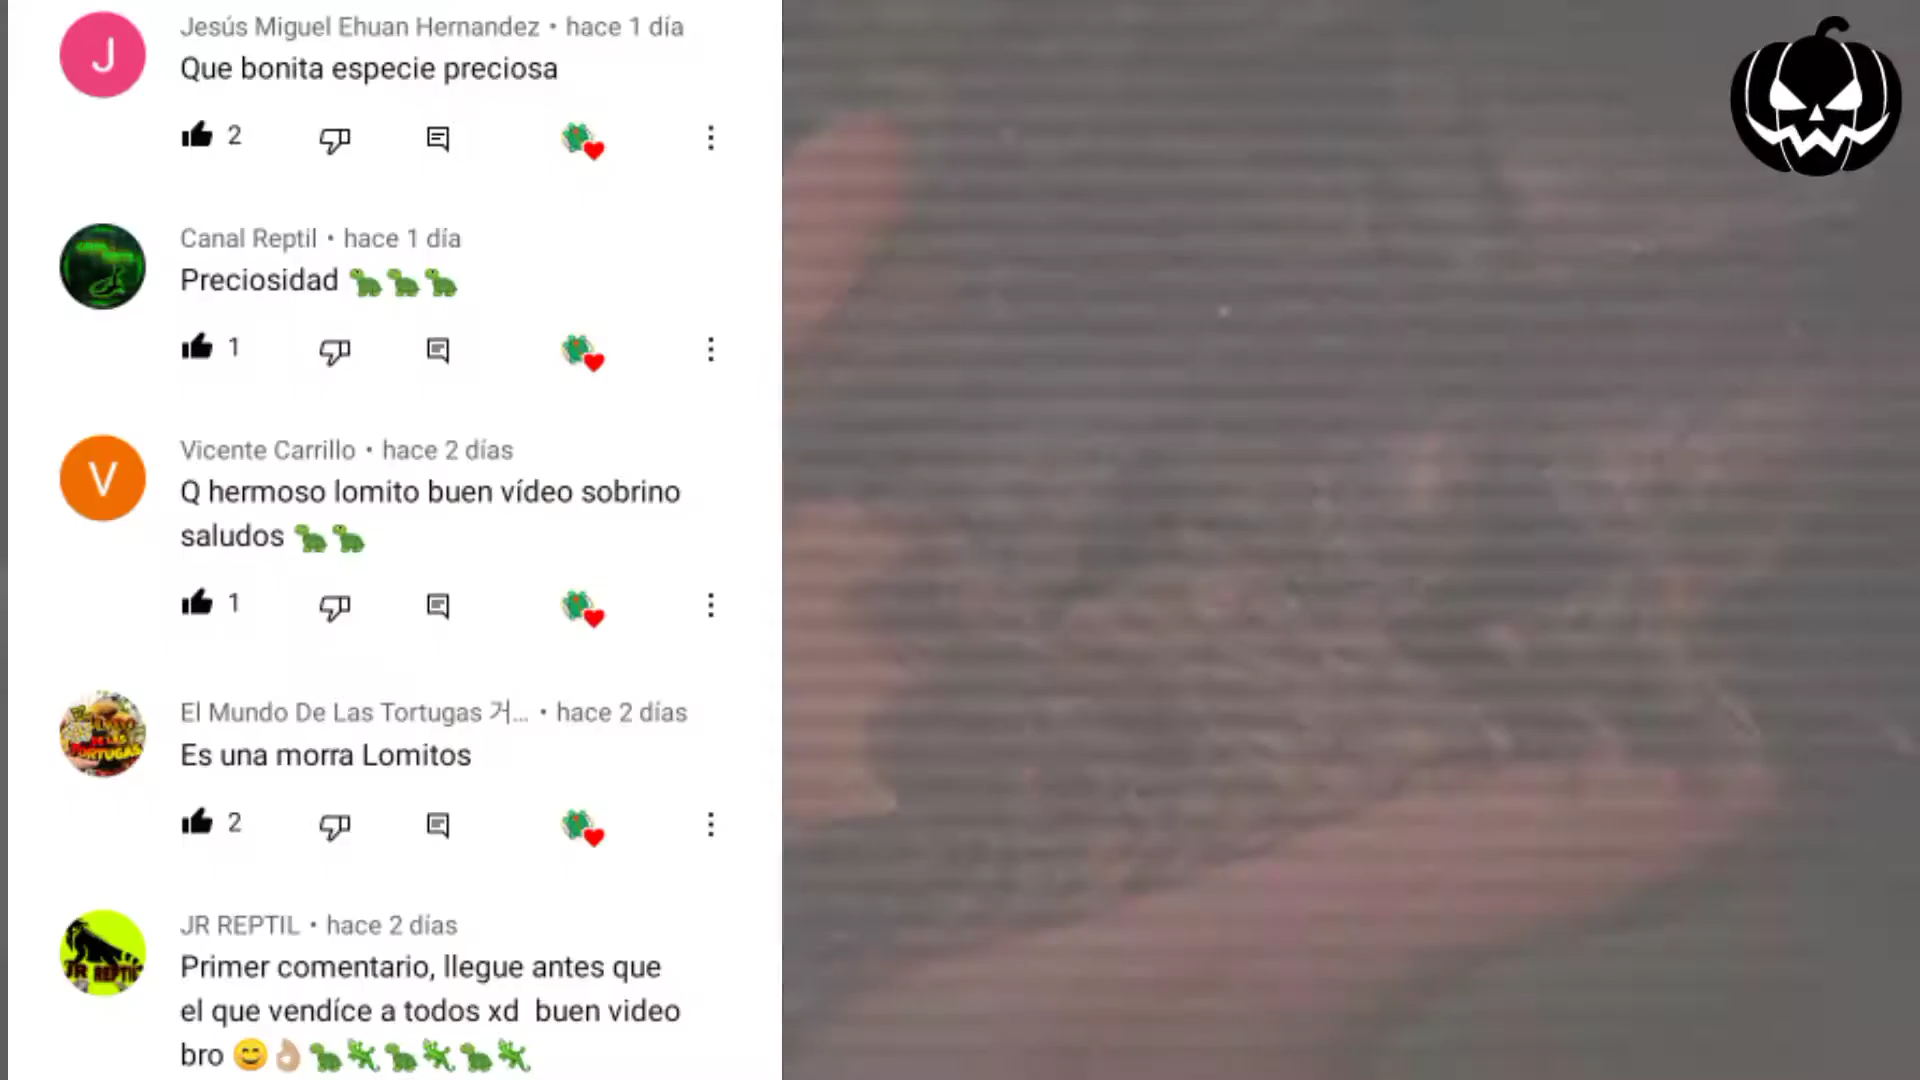 Jesús Miguel Ehuan Hernandez • hace 1 día
Que bonita especie preciosa
2
Canal Reptil • hace 1 día
Preciosidad 🐢🐢🐢
1
Vicente Carrillo • hace 2 días
Q hermoso lomito buen vídeo sobrino
saludos 🐢🐢
1
El Mundo De Las Tortugas 거... • hace 2 días
Es una morra Lomitos
2
JR REPTIL • hace 2 días
Primer comentario, llegue antes que
el que vendíce a todos xd  buen video
bro 😊👌🏼🐢🦎🐢🦎🐢🦎
J
V
JR REPTIL